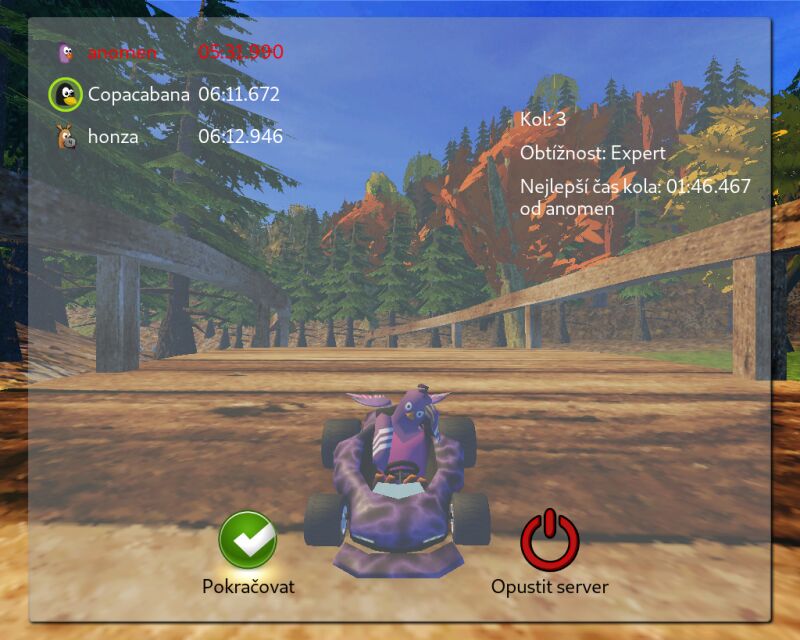 anomen 05:31.990
Copacabana 06:11.672
honza 06:12.946
Kol: 3
Obtížnost: Expert
Nejlepší čas kola: 01:46.467
od anomen
Pokračovat
Opustit server